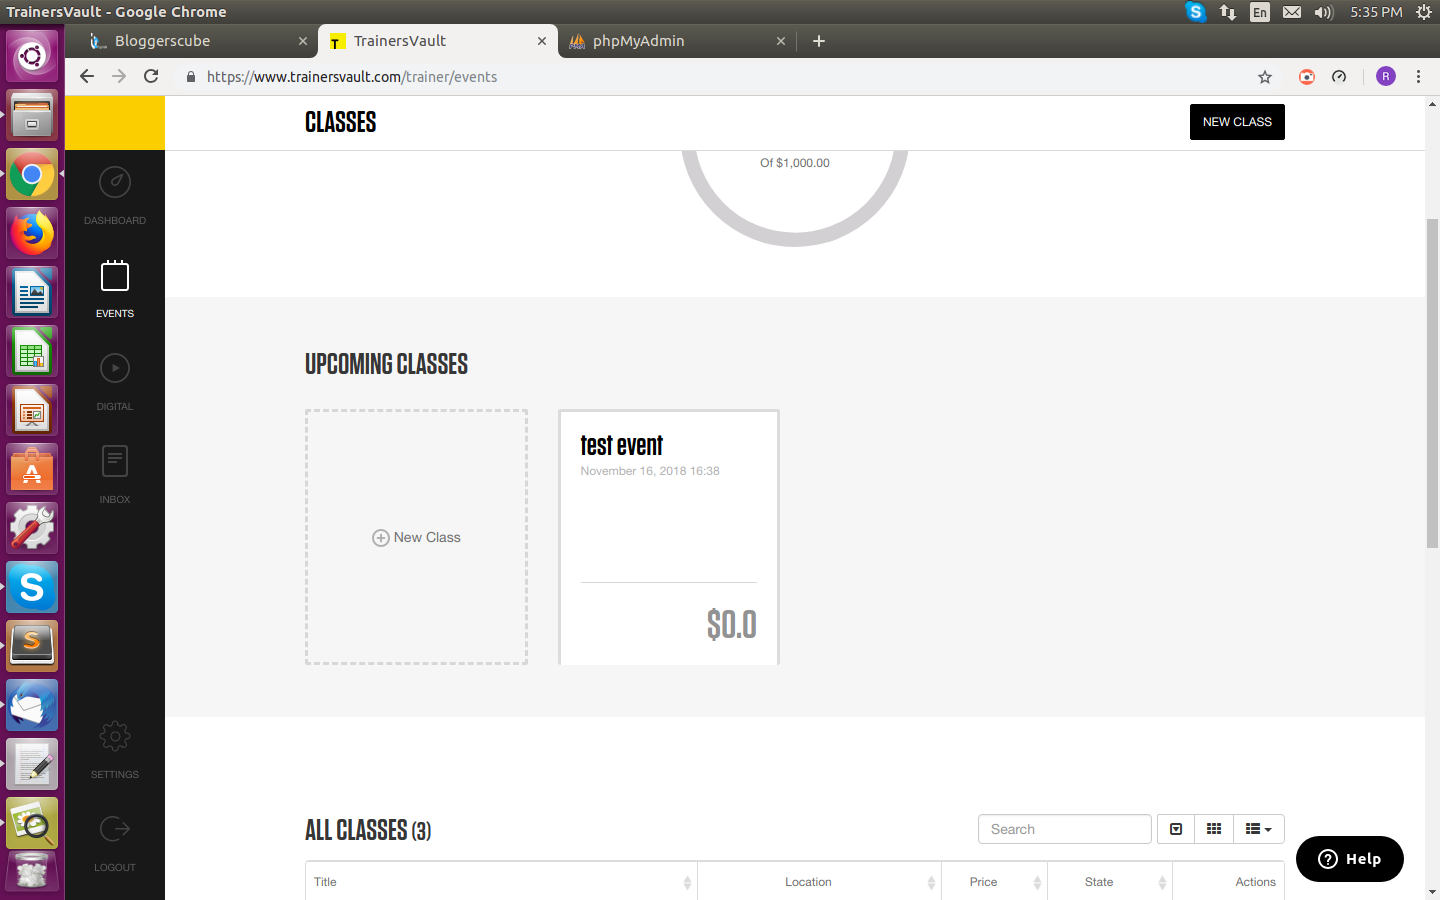 TrainersVault - Google Chrome
En
5:35 PM
Bloggerscube
T
TrainersVault
phpMyAdmin
https://www.trainersvault.com/trainer/events
R
CLASSES
NEW CLASS
DASHBOARD
EVENTS
DIGITAL
INBOX
SETTINGS
LOGOUT
Of $1,000.00
UPCOMING CLASSES
New Class
test event
November 16, 2018 16:38
$0.0
ALL CLASSES (3)
Search
Title
Location
Price
State
Actions
Help